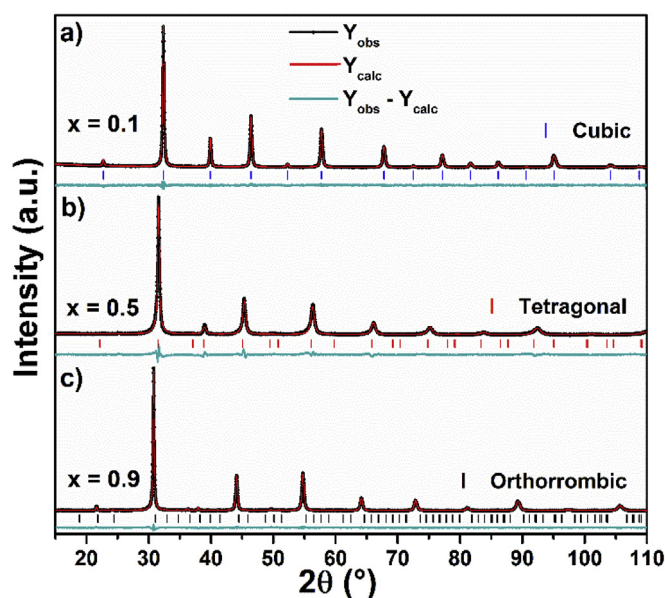 a)
Y_obs
Y_calc
Y_obs - Y_calc
x = 0.1
Cubic
b)
x = 0.5
Tetragonal
c)
x = 0.9
Orthorrombic
Intensity (a.u.)
20 30 40 50 60 70 80 90 100 110
2θ (°)